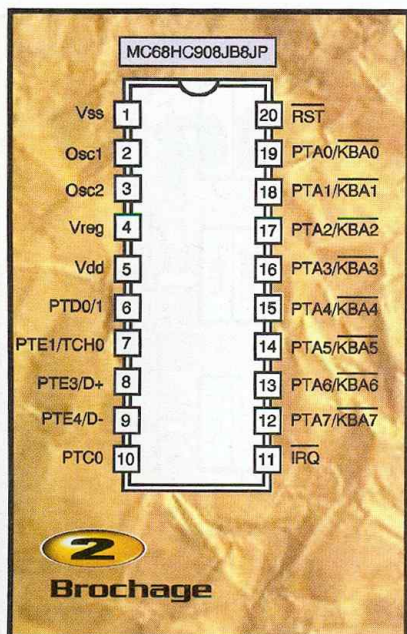 MC68HC908JB8JP
Vss 1 20 RST
Osc1 2 19 PTA0/KBA0
Osc2 3 18 PTA1/KBA1
Vreg 4 17 PTA2/KBA2
Vdd 5 16 PTA3/KBA3
PTD0/1 6 15 PTA4/KBA4
PTE1/TCH0 7 14 PTA5/KBA5
PTE3/D+ 8 13 PTA6/KBA6
PTE4/D- 9 12 PTA7/KBA7
PTC0 10 11 IRQ
2
Brochage